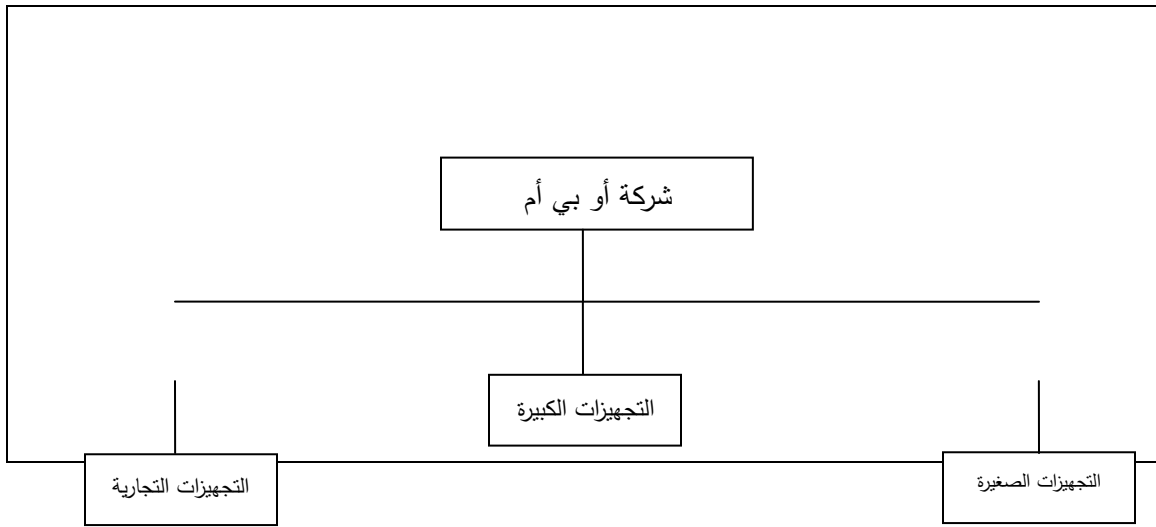 شركة أو بي أم
التجهيزات الكبيرة
التجهيزات الصغيرة
التجهيزات التجارية